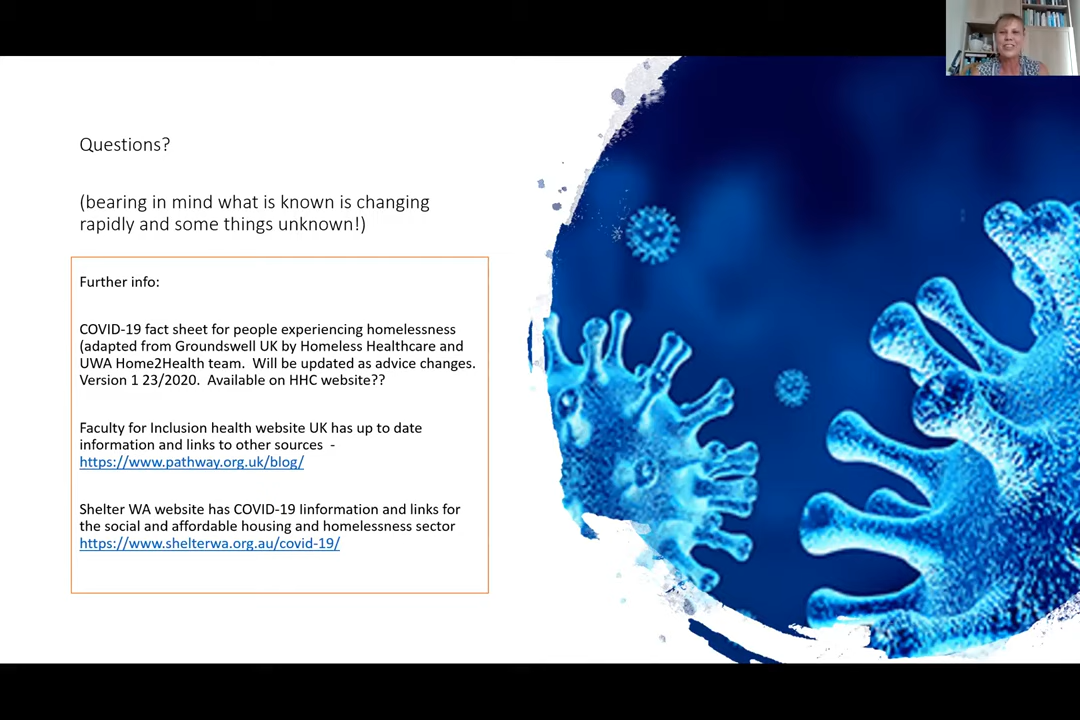 Questions?
(bearing in mind what is known is changing
rapidly and some things unknown!)
Further info:
COVID-19 fact sheet for people experiencing homelessness
(adapted from Groundswell UK by Homeless Healthcare and
UWA Home2Health team.  Will be updated as advice changes.
Version 1 23/2020.  Available on HHC website??
Faculty for Inclusion health website UK has up to date
information and links to other sources  -
https://www.pathway.org.uk/blog/
Shelter WA website has COVID-19 linformation and links for
the social and affordable housing and homelessness sector
https://www.shelterwa.org.au/covid-19/